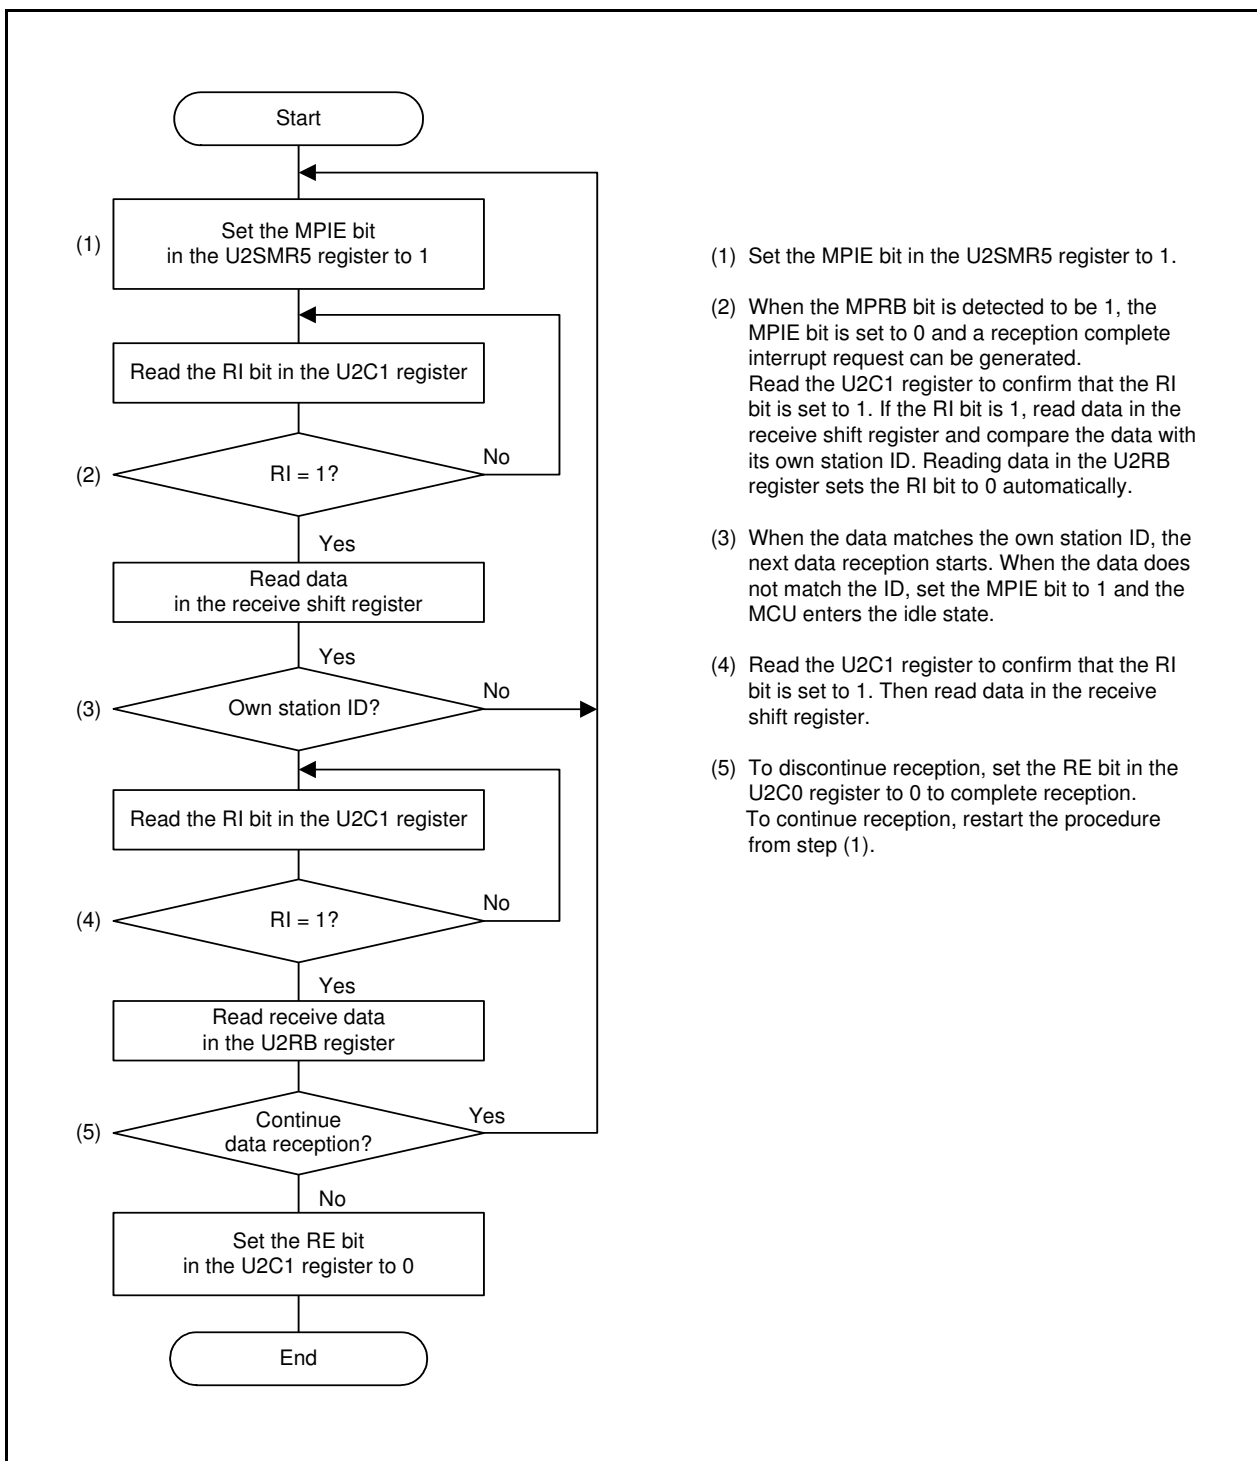 Start
(1)
Set the MPIE bit
in the U2SMR5 register to 1
Read the RI bit in the U2C1 register
(2)
RI = 1?
No
Yes
Read data
in the receive shift register
Yes
(3)
Own station ID?
No
Read the RI bit in the U2C1 register
(4)
RI = 1?
No
Yes
Read receive data
in the U2RB register
(5)
Continue
data reception?
Yes
No
Set the RE bit
in the U2C1 register to 0
End
(1) Set the MPIE bit in the U2SMR5 register to 1.
(2) When the MPRB bit is detected to be 1, the
MPIE bit is set to 0 and a reception complete
interrupt request can be generated.
Read the U2C1 register to confirm that the RI
bit is set to 1. If the RI bit is 1, read data in the
receive shift register and compare the data with
its own station ID. Reading data in the U2RB
register sets the RI bit to 0 automatically.
(3) When the data matches the own station ID, the
next data reception starts. When the data does
not match the ID, set the MPIE bit to 1 and the
MCU enters the idle state.
(4) Read the U2C1 register to confirm that the RI
bit is set to 1. Then read data in the receive
shift register.
(5) To discontinue reception, set the RE bit in the
U2C0 register to 0 to complete reception.
To continue reception, restart the procedure
from step (1).